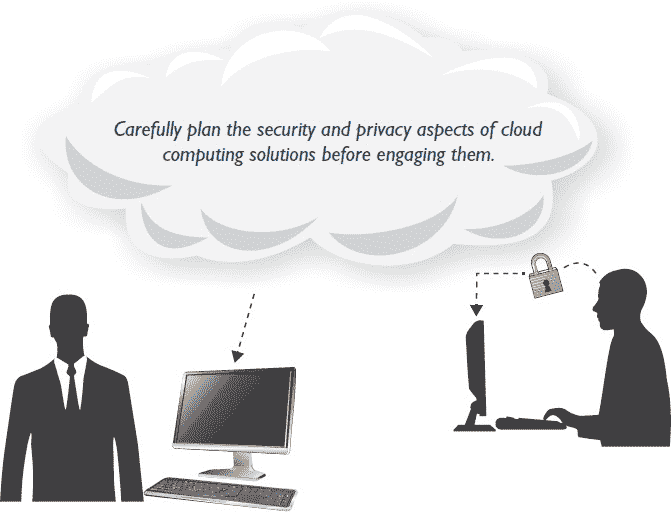 Carefully plan the security and privacy aspects of cloud
computing solutions before engaging them.